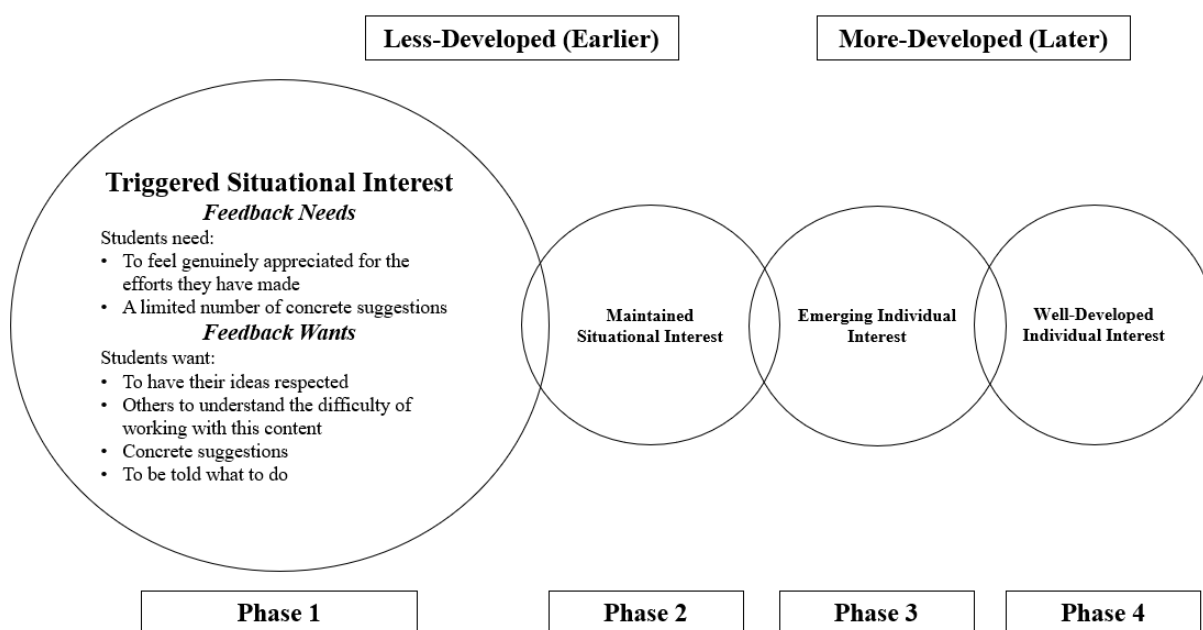 Less-Developed (Earlier)
More-Developed (Later)
Triggered Situational Interest
Feedback Needs
Students need:
• To feel genuinely appreciated for the
efforts they have made
• A limited number of concrete suggestions
Feedback Wants
Students want:
• To have their ideas respected
• Others to understand the difficulty of
working with this content
• Concrete suggestions
• To be told what to do
Maintained
Situational Interest
Emerging Individual
Interest
Well-Developed
Individual Interest
Phase 1
Phase 2
Phase 3
Phase 4